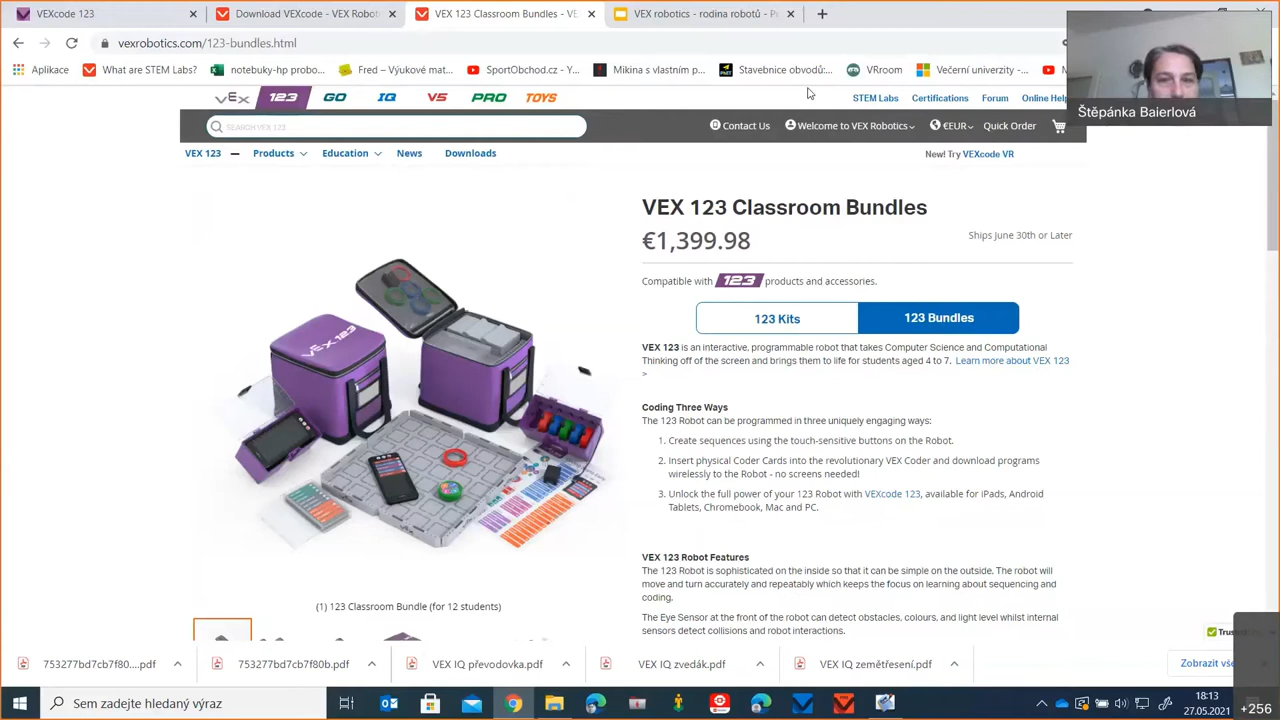 VEXcode 123
Download VEXcode - VEX Robot
VEX 123 Classroom Bundles - VE
VEX robotics - rodina robotů - P
vexrobotics.com/123-bundles.html
Aplikace
What are STEM Labs?
notebuky-hp probo...
Fred – Výukové mat...
SportObchod.cz - Y...
Mikina s vlastním p...
Stavebnice obvodů:...
VRroom
Večerní univerzity -...
Štěpánka Baierlová
VEX 123 GO IQ V5 PRO TOYS
STEM Labs
Certifications
Forum
Online Help
SEARCH VEX 123
Contact Us
Welcome to VEX Robotics
€EUR
Quick Order
VEX 123
Products
Education
News
Downloads
New! Try VEXcode VR
VEX 123 Classroom Bundles
€1,399.98
Ships June 30th or Later
Compatible with 123 products and accessories.
123 Kits
123 Bundles
VEX 123 is an interactive, programmable robot that takes Computer Science and Computational
Thinking off of the screen and brings them to life for students aged 4 to 7. Learn more about VEX 123
>
Coding Three Ways
The 123 Robot can be programmed in three uniquely engaging ways:
1. Create sequences using the touch-sensitive buttons on the Robot.
2. Insert physical Coder Cards into the revolutionary VEX Coder and download programs
wirelessly to the Robot - no screens needed!
3. Unlock the full power of your 123 Robot with VEXcode 123, available for iPads, Android
Tablets, Chromebook, Mac and PC.
VEX 123 Robot Features
The 123 Robot is sophisticated on the inside so that it can be simple on the outside. The robot will
move and turn accurately and repeatably which keeps the focus on learning about sequencing and
coding.
The Eye Sensor at the front of the robot can detect obstacles, colours, and light level whilst internal
sensors detect collisions and robot interactions.
VEX 123
(1) 123 Classroom Bundle (for 12 students)
753277bd7cb7f80....pdf
753277bd7cb7f80b.pdf
VEX IQ převodovka.pdf
VEX IQ zvedák.pdf
VEX IQ zemětřesení.pdf
Zobrazit vše
Sem zadejte hledaný výraz
18:13
27.05.2021
+256